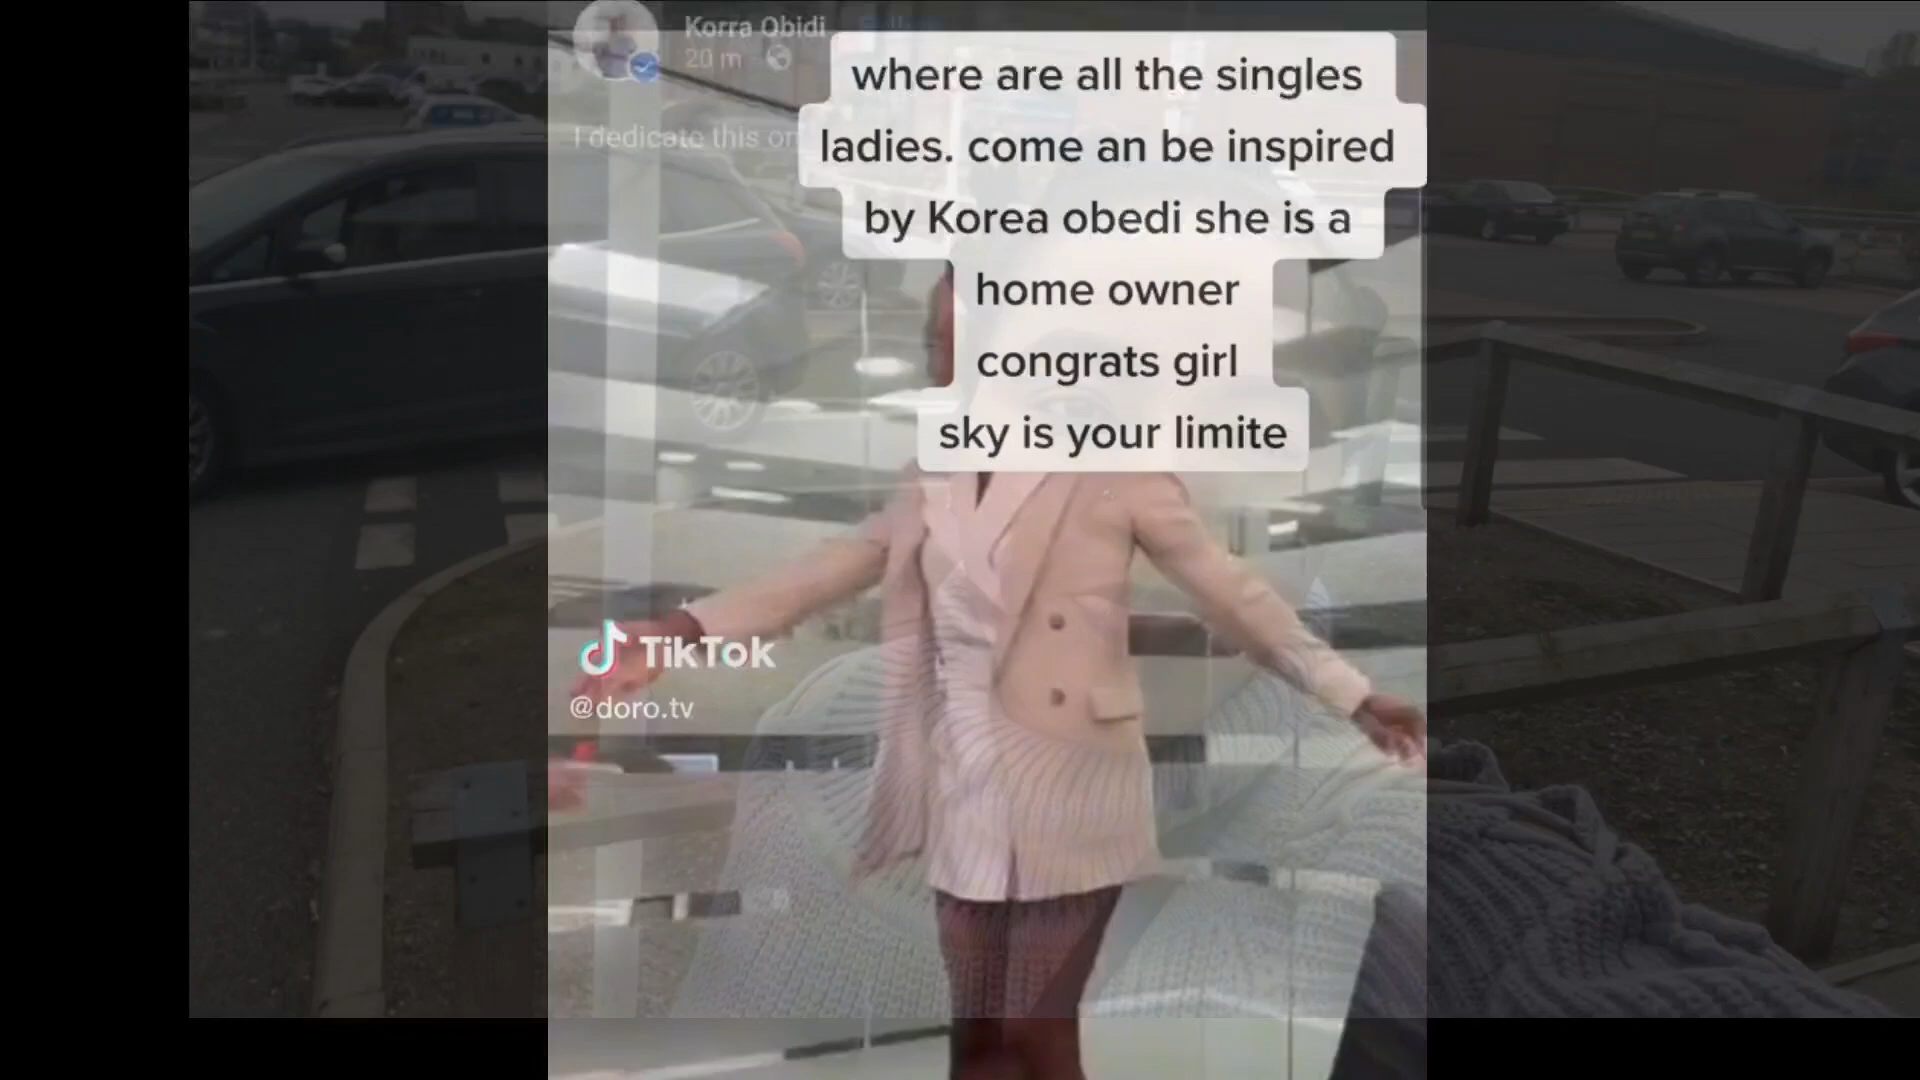 Korra Obidi
20 m
I dedicate this on
where are all the singles
ladies. come an be inspired
by Korea obedi she is a
home owner
congrats girl
sky is your limite
TikTok
@doro.tv